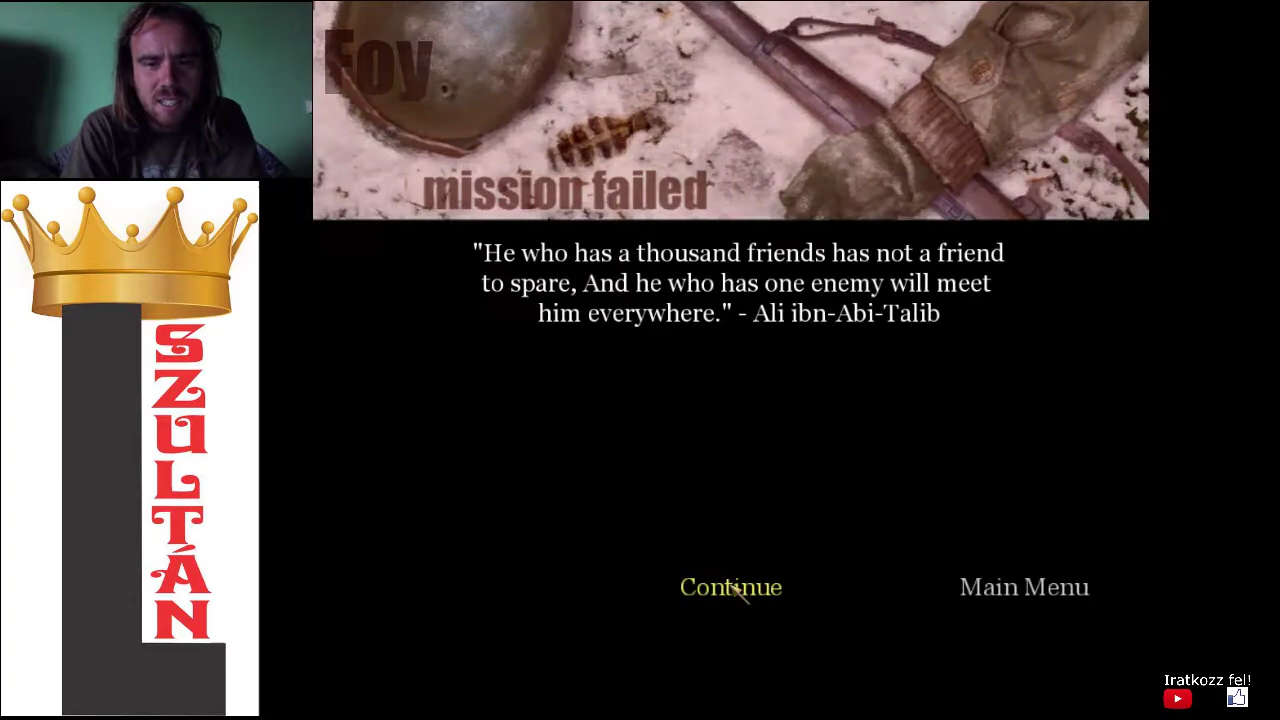 Foy
mission failed
"He who has a thousand friends has not a friend
to spare, And he who has one enemy will meet
him everywhere." - Ali ibn-Abi-Talib
Continue
Main Menu
L
SZULTÁN
Iratkozz fel!